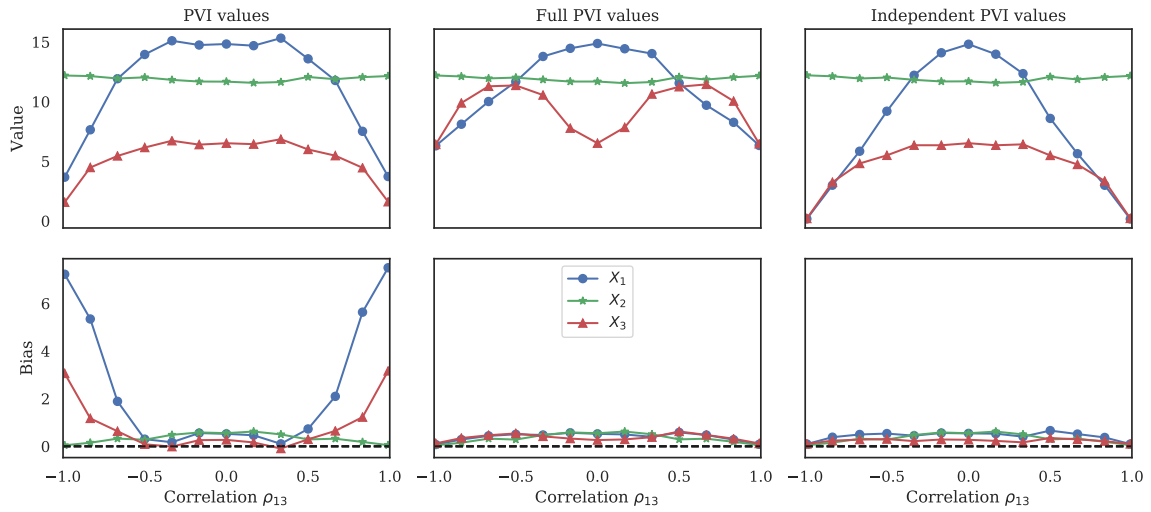 PVI values
Full PVI values
Independent PVI values
Value
15
10
5
0
Bias
6
4
2
0
X₁
X₂
X₃
−1.0 −0.5 0.0 0.5 1.0
−1.0 −0.5 0.0 0.5 1.0
−1.0 −0.5 0.0 0.5 1.0
Correlation ρ₁₃
Correlation ρ₁₃
Correlation ρ₁₃